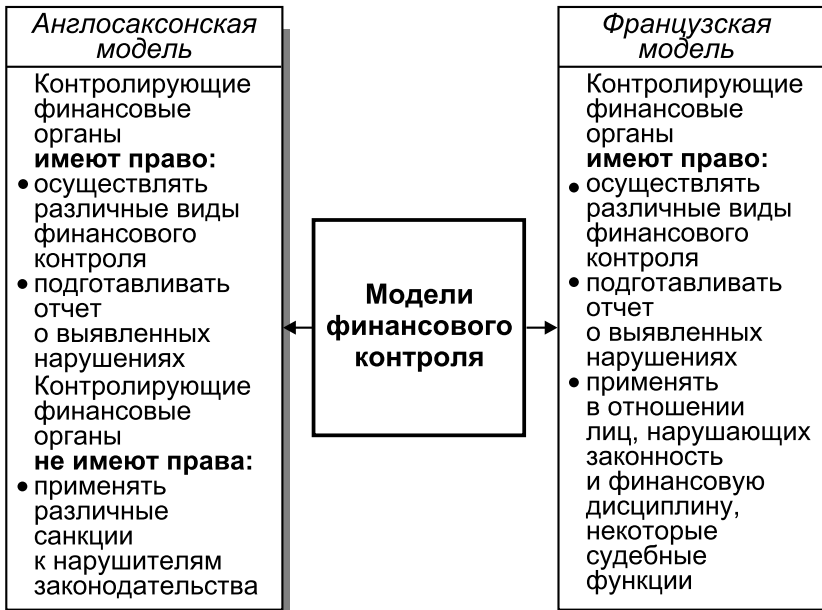 Англосаксонская
модель
Контролирующие
финансовые
органы
имеют право:
• осуществлять
различные виды
финансового
контроля
• подготавливать
отчет
о выявленных
нарушениях
Контролирующие
финансовые
органы
не имеют права:
• применять
различные
санкции
к нарушителям
законодательства
Модели
финансового
контроля
Французская
модель
Контролирующие
финансовые
органы
имеют право:
• осуществлять
различные виды
финансового
контроля
• подготавливать
отчет
о выявленных
нарушениях
• применять
в отношении
лиц, нарушающих
законность
и финансовую
дисциплину,
некоторые
судебные
функции